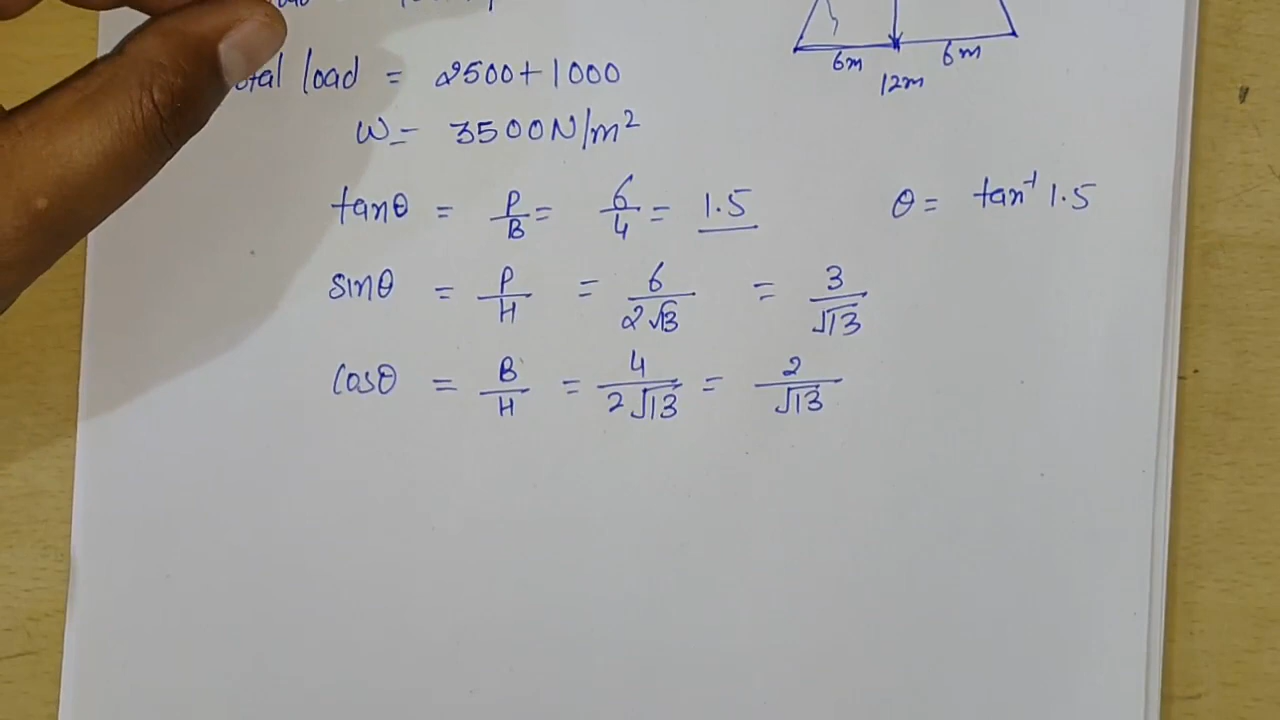 load = 2500+1000
w = 3500N/m²
6m 6m
12m
tanθ = P/B = 6/4 = 1.5 θ = tan⁻¹ 1.5
sinθ = P/H = 6/2√13 = 3/√13
cosθ = B/H = 4/2√13 = 2/√13